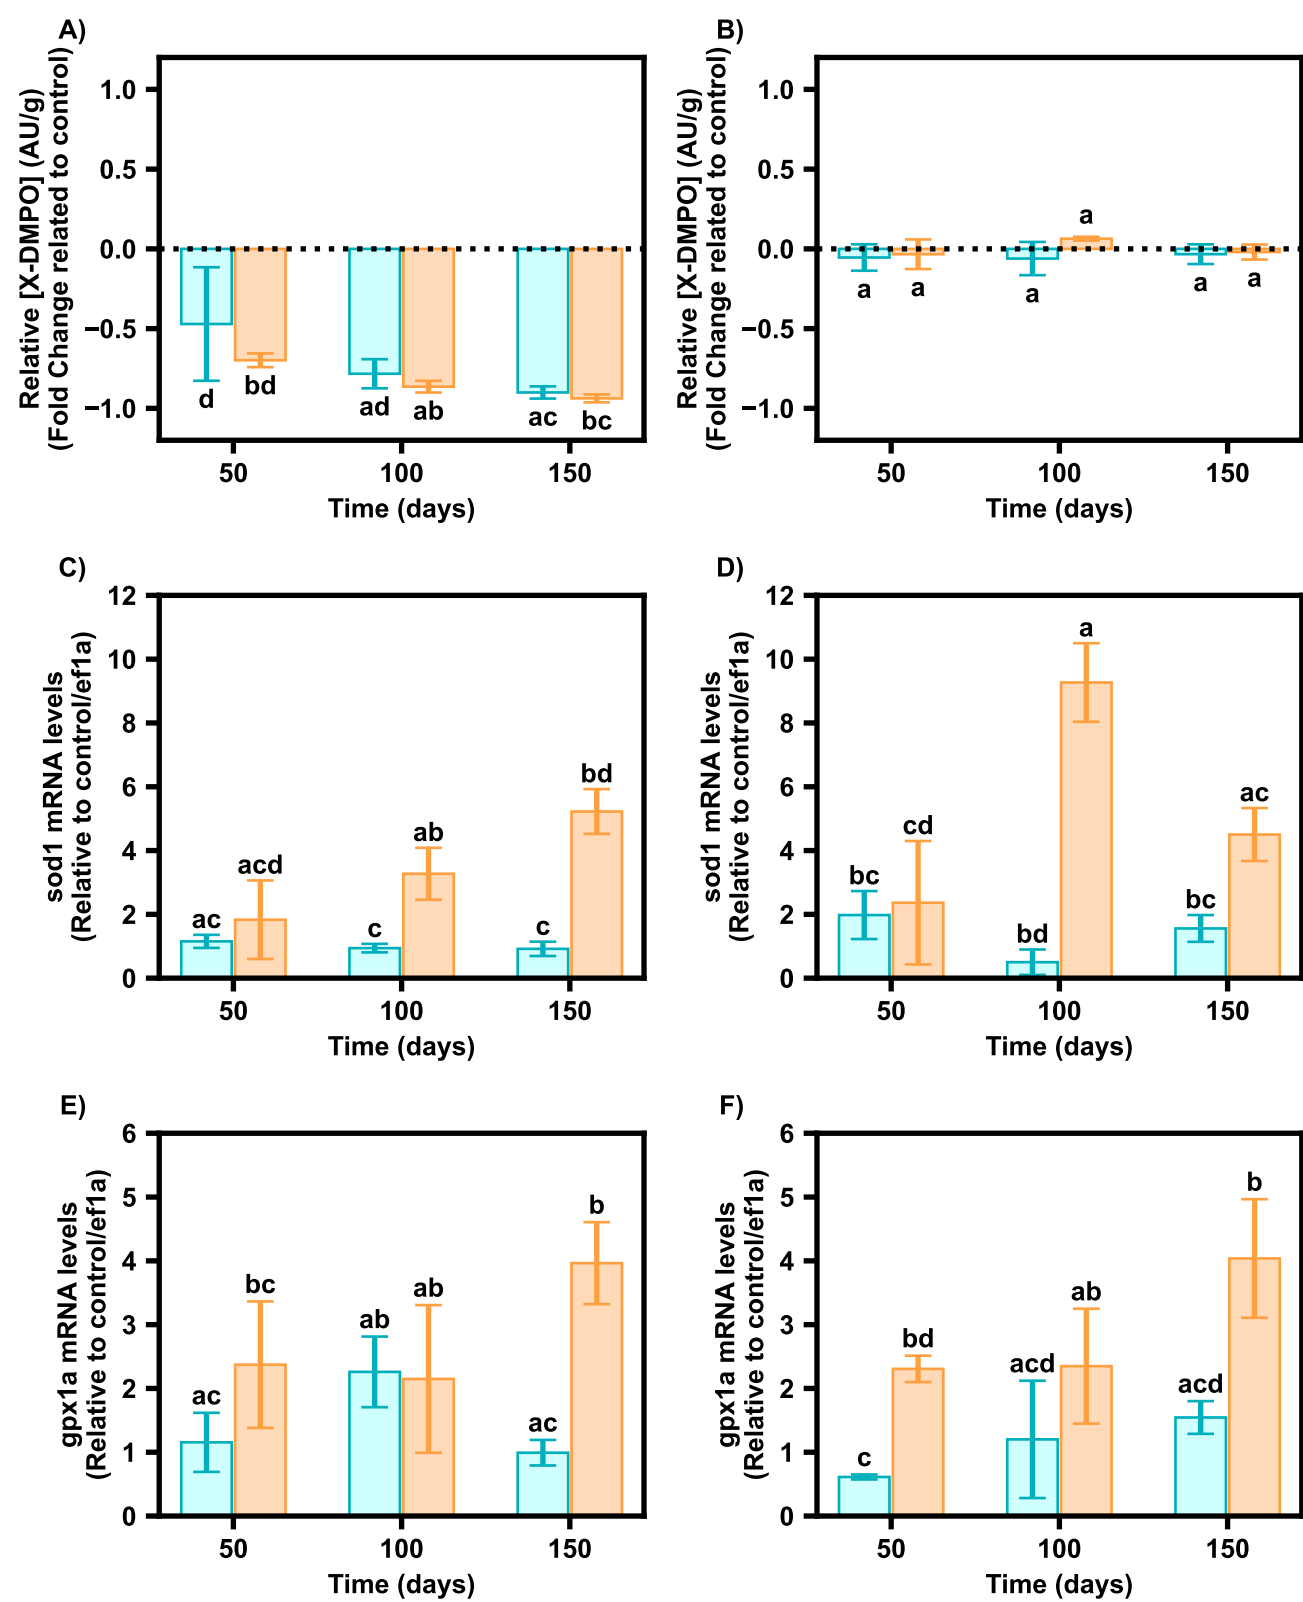 A)
Relative [X-DMPO] (AU/g)
(Fold Change related to control)
1.0
0.5
0.0
−0.5
−1.0
d
bd
ad
ab
ac
bc
50
100
150
Time (days)
B)
Relative [X-DMPO] (AU/g)
(Fold Change related to control)
1.0
0.5
0.0
−0.5
−1.0
a
a
a
a
a
a
50
100
150
Time (days)
C)
sod1 mRNA levels
(Relative to control/ef1a)
12
10
8
6
4
2
0
ac
acd
c
ab
c
bd
50
100
150
Time (days)
D)
sod1 mRNA levels
(Relative to control/ef1a)
12
10
8
6
4
2
0
bc
cd
bd
a
bc
ac
50
100
150
Time (days)
E)
gpx1a mRNA levels
(Relative to control/ef1a)
6
5
4
3
2
1
0
ac
bc
ab
ab
ac
b
50
100
150
Time (days)
F)
gpx1a mRNA levels
(Relative to control/ef1a)
6
5
4
3
2
1
0
c
bd
acd
ab
acd
b
50
100
150
Time (days)